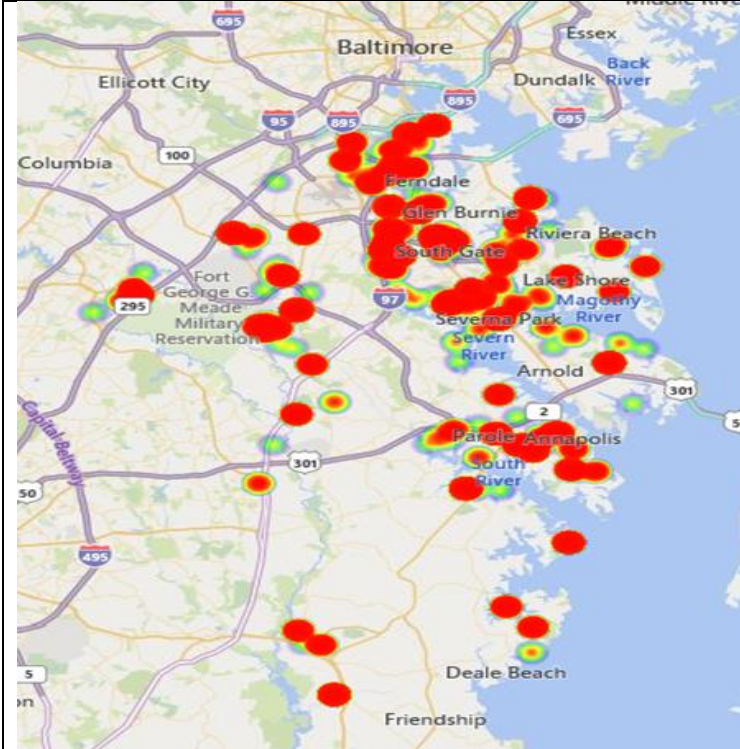 695
Baltimore
Essex
Back
River
Ellicott City
Dundalk
895
95
895
695
100
Columbia
Ferndale
Glen Burnie
Riviera Beach
South Gate
Fort
George G.
Meade
Military
Reservation
295
97
Lake Shore
Magothy
River
Severna Park
Severn
River
Arnold
301
2
5
Capital Beltway
Parole
Annapolis
301
South
River
50
495
5
Deale Beach
on
Friendship